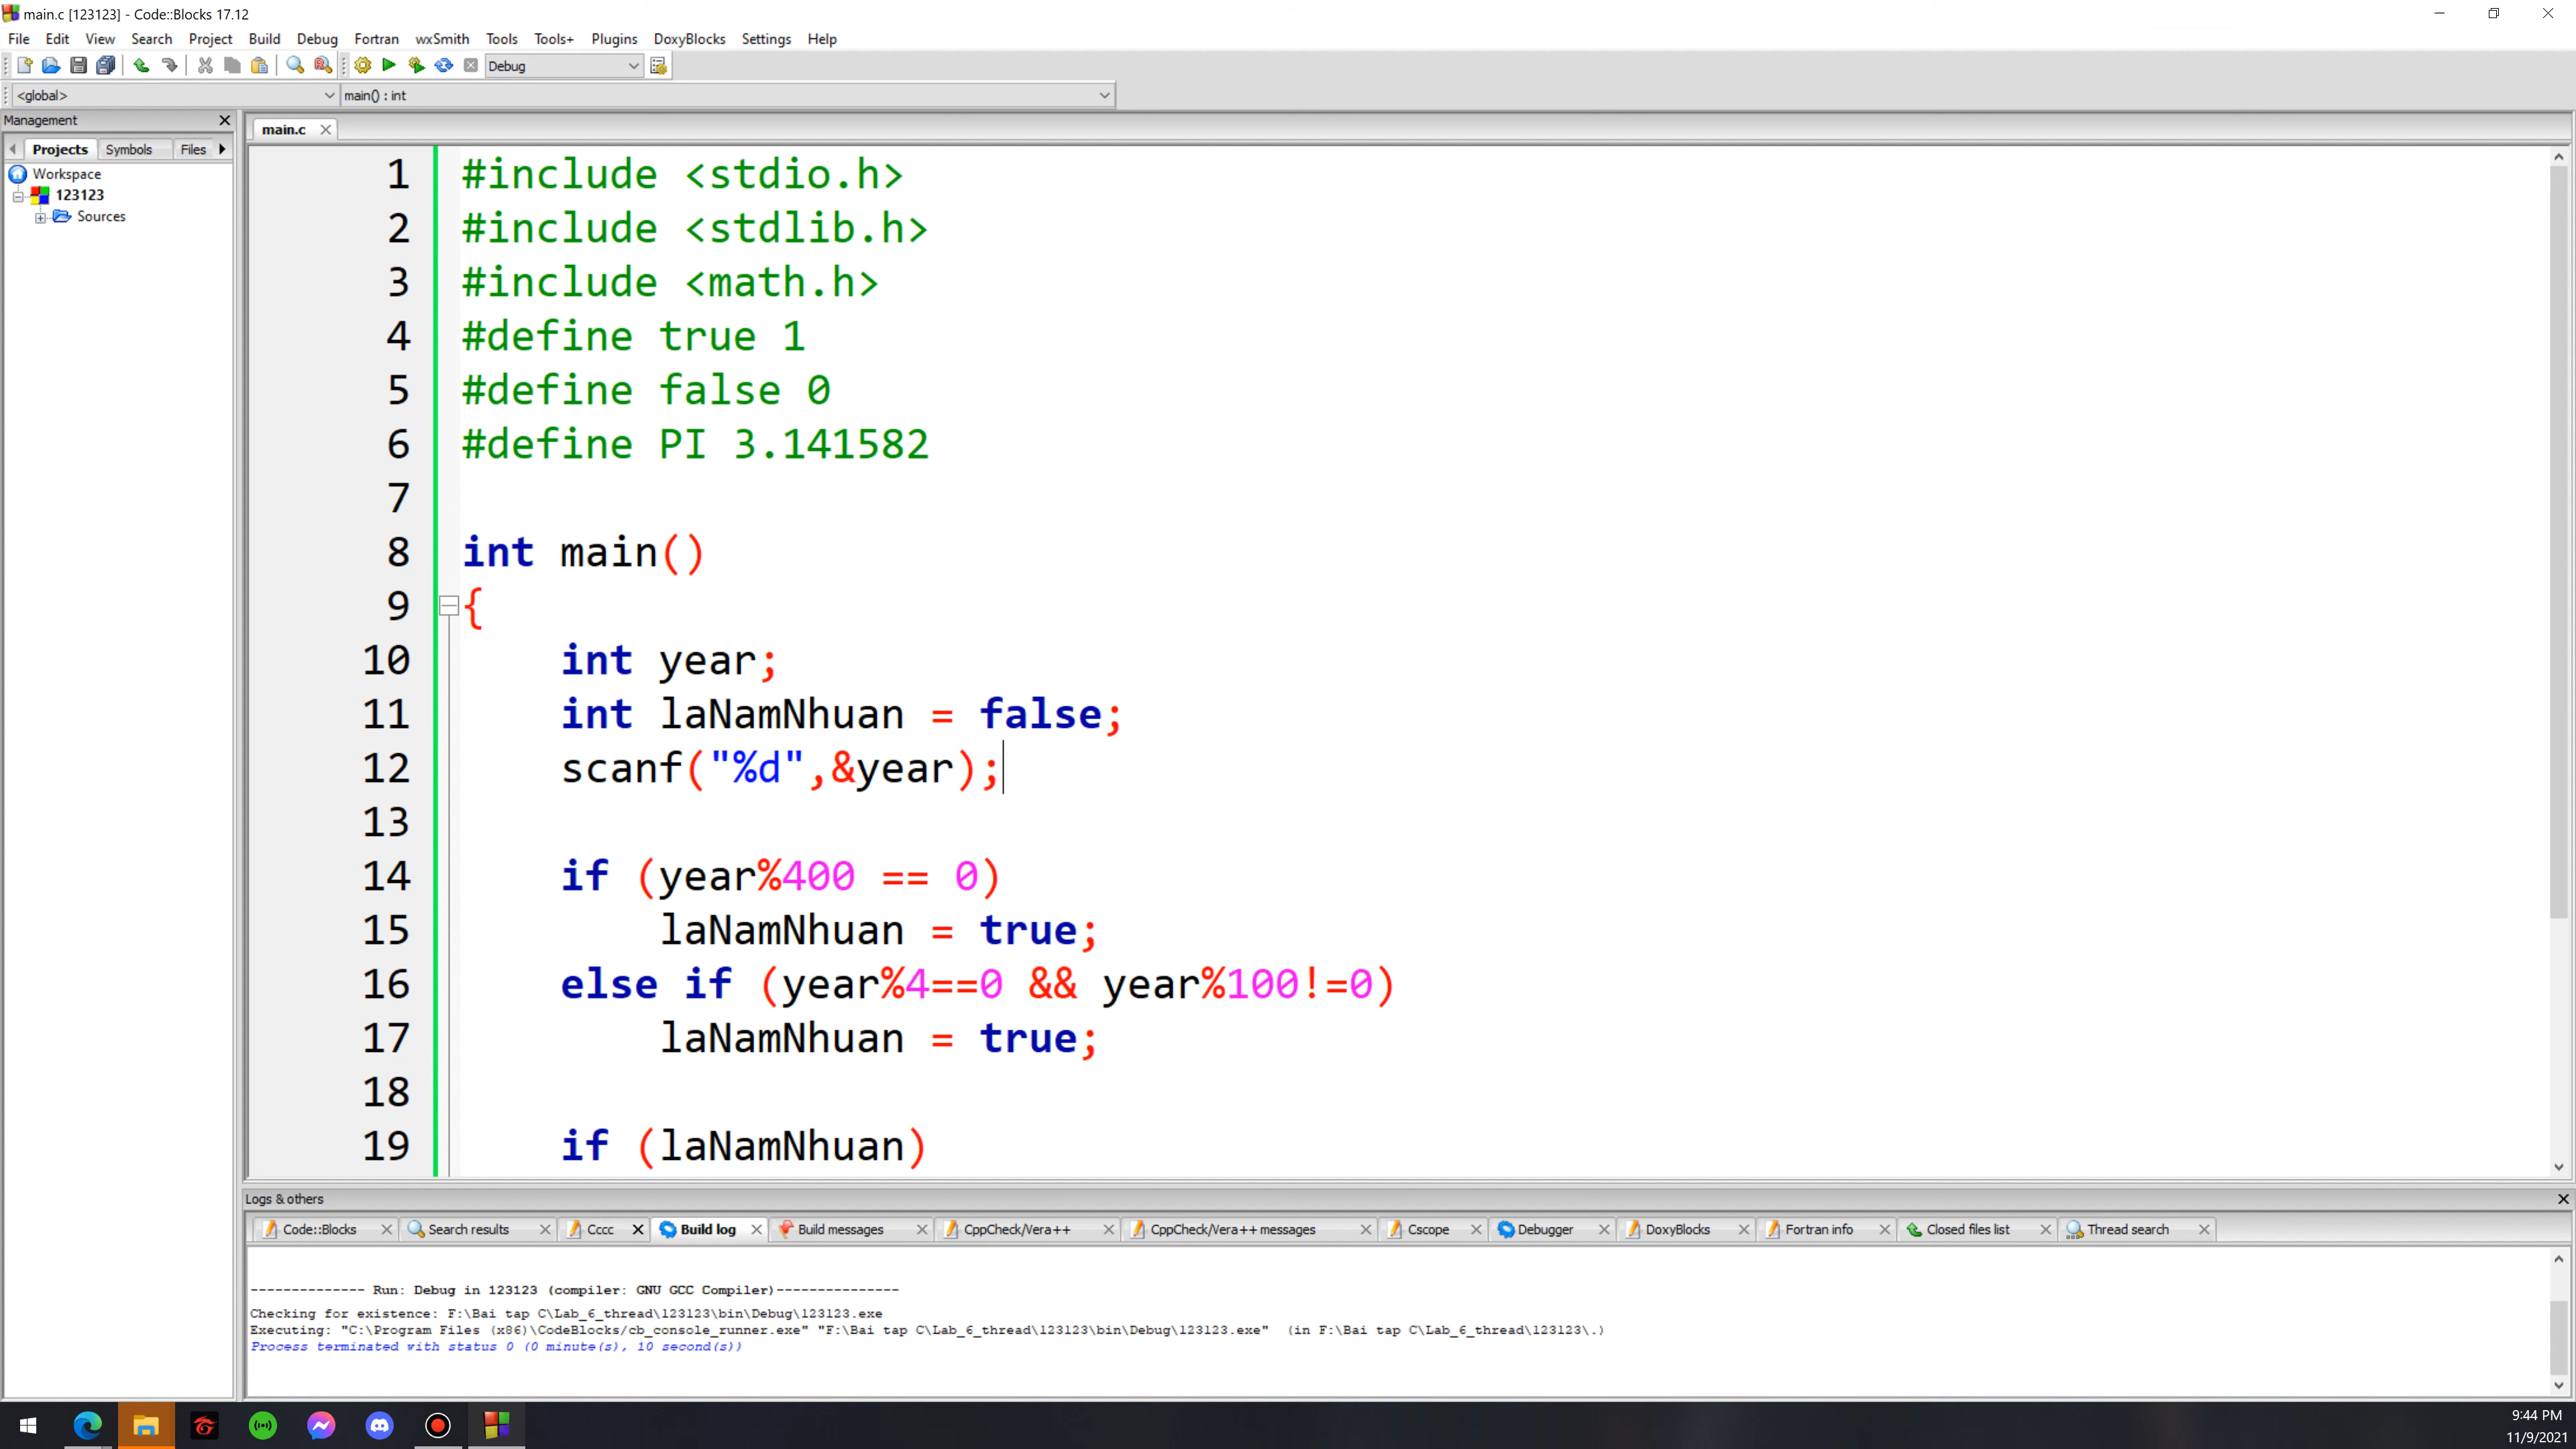 main.c [123123] - Code::Blocks 17.12
File Edit View Search Project Build Debug Fortran wxSmith Tools Tools+ Plugins DoxyBlocks Settings Help
Debug
<global> main() : int
Management
Projects Symbols Files
Workspace
123123
Sources
main.c
1 #include <stdio.h>
2 #include <stdlib.h>
3 #include <math.h>
4 #define true 1
5 #define false 0
6 #define PI 3.141582
7
8 int main()
9 {
10 int year;
11 int laNamNhuan = false;
12 scanf("%d",&year);
13
14 if (year%400 == 0)
15 laNamNhuan = true;
16 else if (year%4==0 && year%100!=0)
17 laNamNhuan = true;
18
19 if (laNamNhuan)
Logs & others
Code::Blocks Search results Cccc Build log Build messages CppCheck/Vera++ CppCheck/Vera++ messages Cscope Debugger DoxyBlocks Fortran info Closed files list Thread search
-------------- Run: Debug in 123123 (compiler: GNU GCC Compiler)---------------
Checking for existence: F:\Bai tap C\Lab_6_thread\123123\bin\Debug\123123.exe
Executing: "C:\Program Files (x86)\CodeBlocks/cb_console_runner.exe" "F:\Bai tap C\Lab_6_thread\123123\bin\Debug\123123.exe" (in F:\Bai tap C\Lab_6_thread\123123\.)
Process terminated with status 0 (0 minute(s), 10 second(s))
9:44 PM
11/9/2021